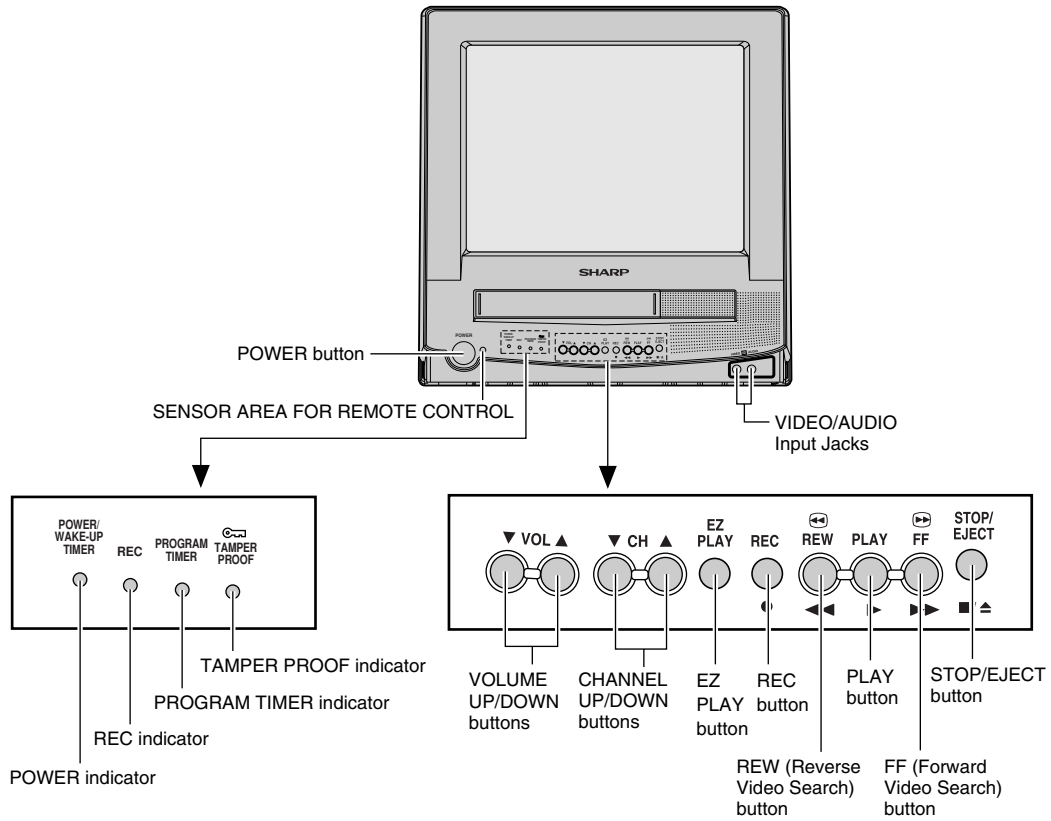 SHARP
POWER
POWER button
SENSOR AREA FOR REMOTE CONTROL
VIDEO/AUDIO
Input Jacks
POWER/
WAKE-UP
TIMER
REC
PROGRAM
TIMER
TAMPER
PROOF
TAMPER PROOF indicator
PROGRAM TIMER indicator
REC indicator
POWER indicator
▼ VOL ▲
▼ CH ▲
EZ
PLAY
REC
REW
PLAY
FF
STOP/
EJECT
VOLUME
UP/DOWN
buttons
CHANNEL
UP/DOWN
buttons
EZ
PLAY
button
REC
button
PLAY
button
STOP/EJECT
button
REW (Reverse
Video Search)
button
FF (Forward
Video Search)
button